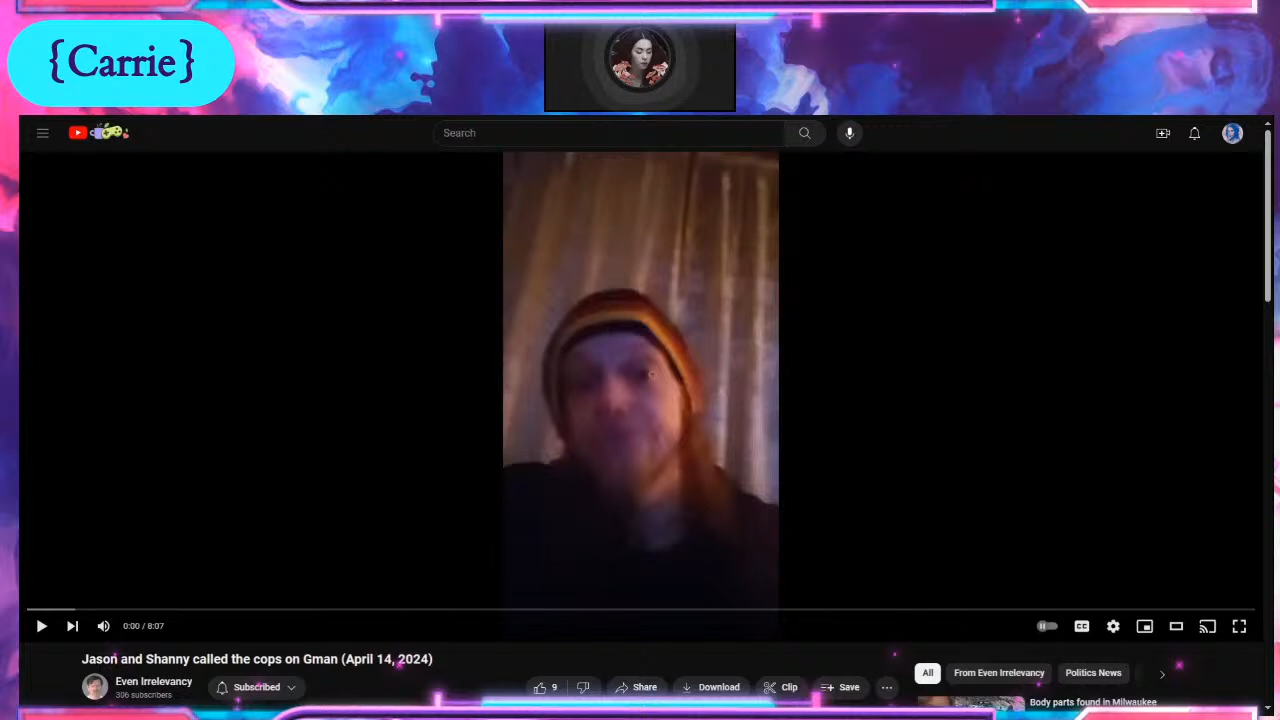 {Carrie}
Search
0:00 / 8:07
CC
Jason and Shanny called the cops on Gman (April 14, 2024)
Even Irrelevancy
306 subscribers
Subscribed
9
Share
Download
Clip
Save
All
From Even Irrelevancy
Politics News
Body parts found in Milwaukee